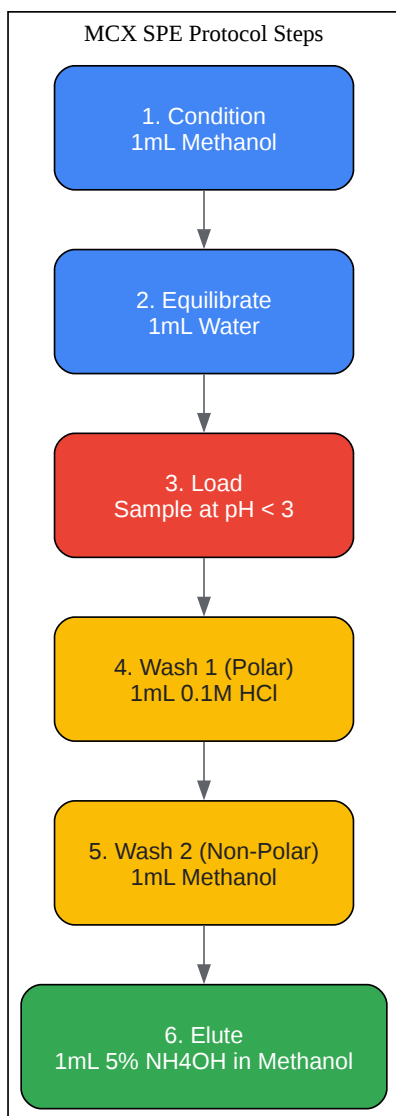 MCX SPE Protocol Steps
1. Condition
1mL Methanol
2. Equilibrate
1mL Water
3. Load
Sample at pH < 3
4. Wash 1 (Polar)
1mL 0.1M HCl
5. Wash 2 (Non-Polar)
1mL Methanol
6. Elute
1mL 5% NH4OH in Methanol